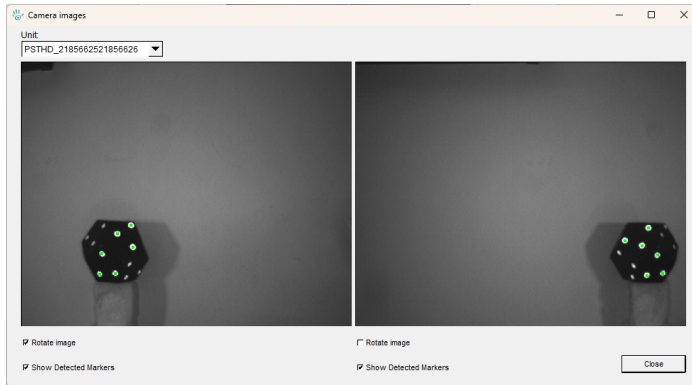 Camera images
Unit:
PSTHD_2185662521856626
Rotate image
Rotate image
Show Detected Markers
Show Detected Markers
Close